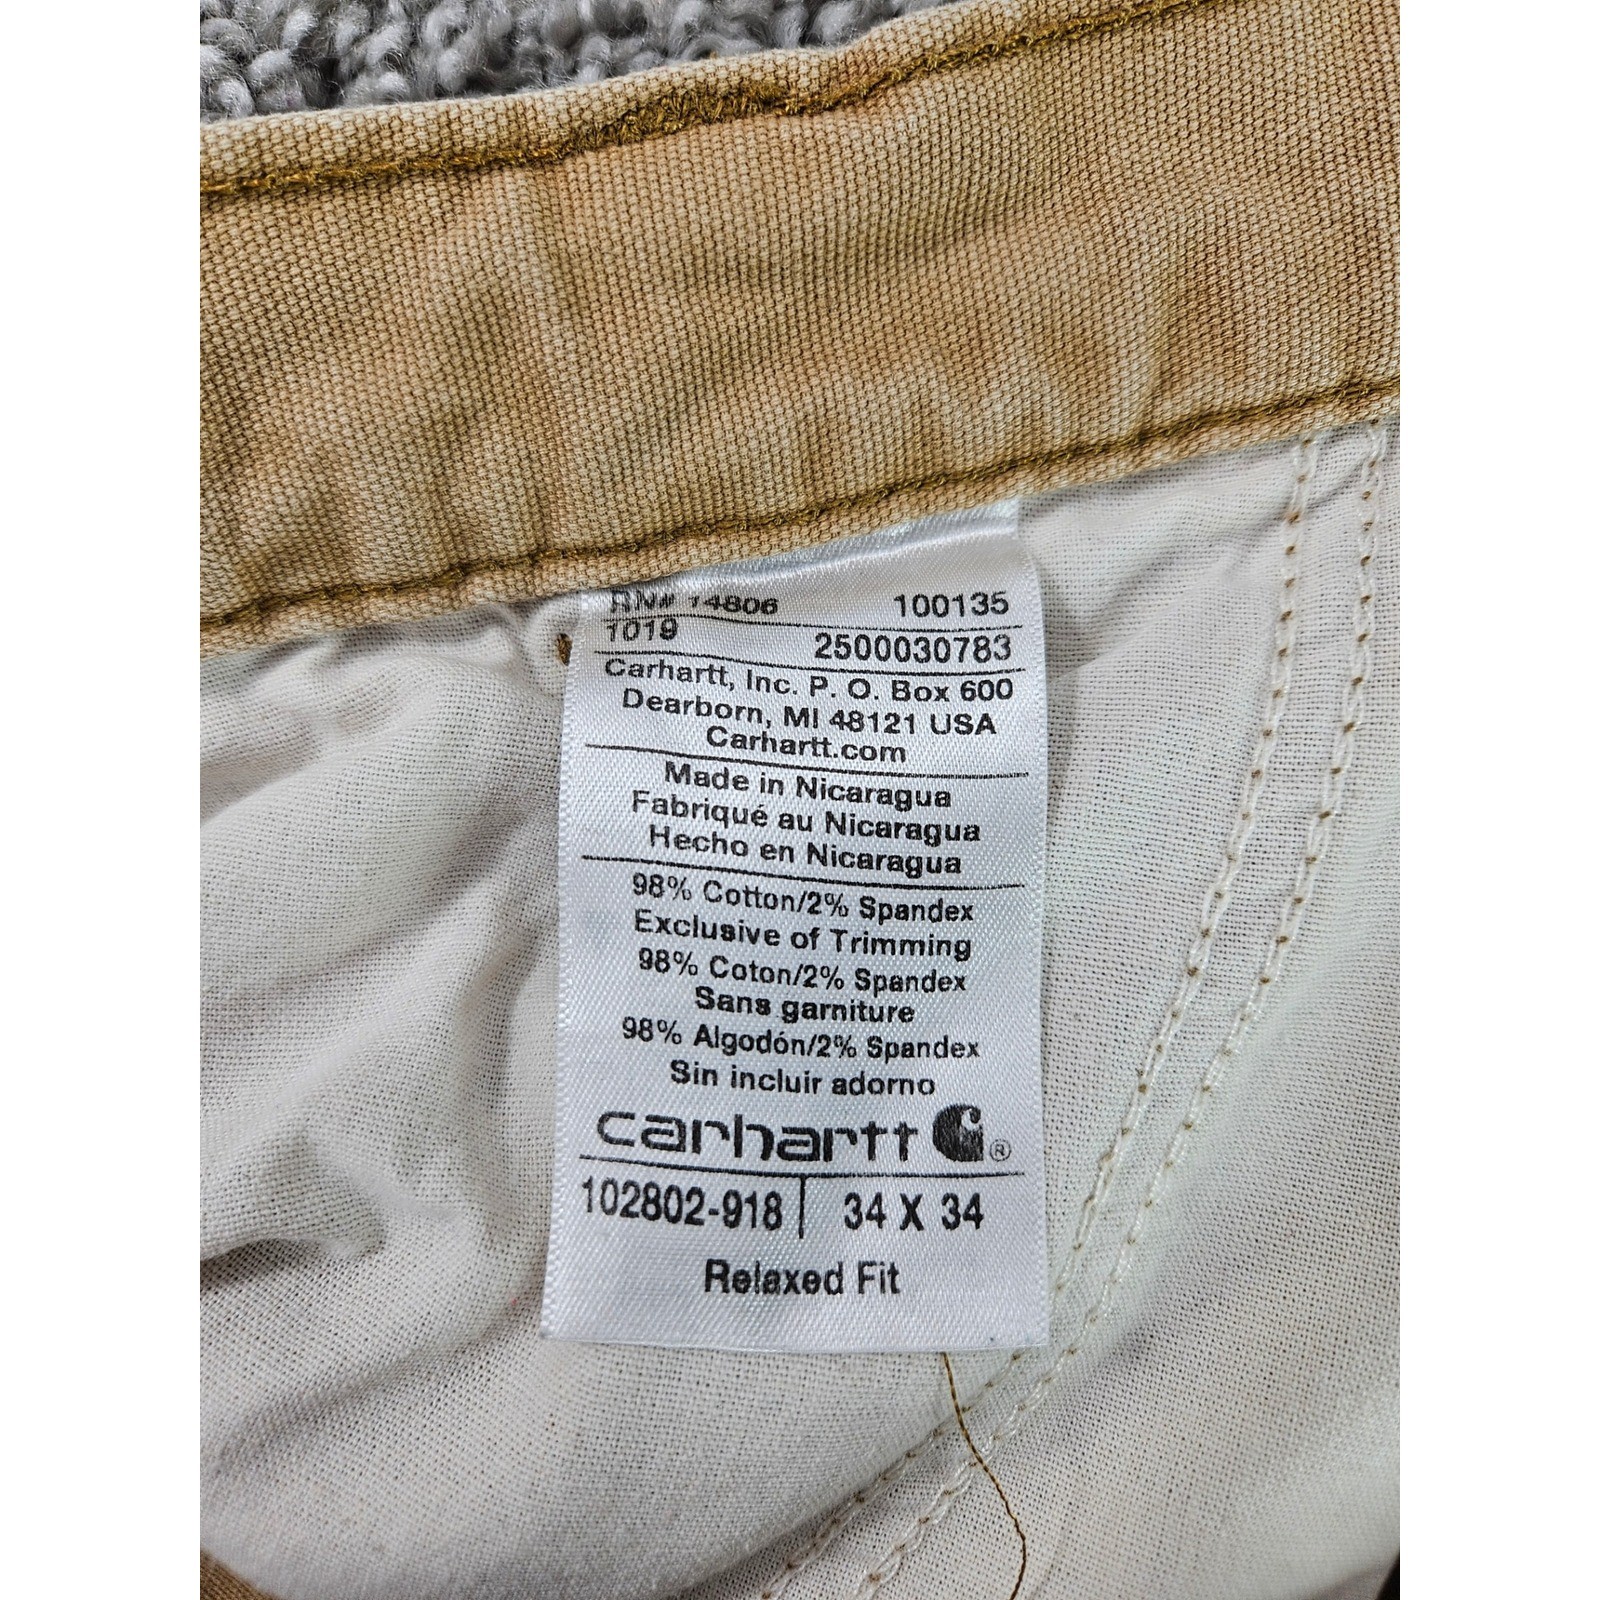 RN# 14806 100135
1019 2500030783
Carhartt, Inc. P. O. Box 600
Dearborn, MI 48121 USA
Carhartt.com
Made in Nicaragua
Fabriqué au Nicaragua
Hecho en Nicaragua
98% Cotton/2% Spandex
Exclusive of Trimming
98% Coton/2% Spandex
Sans garniture
98% Algodón/2% Spandex
Sin incluir adorno
carhartt ®
102802-918 | 34 X 34
Relaxed Fit